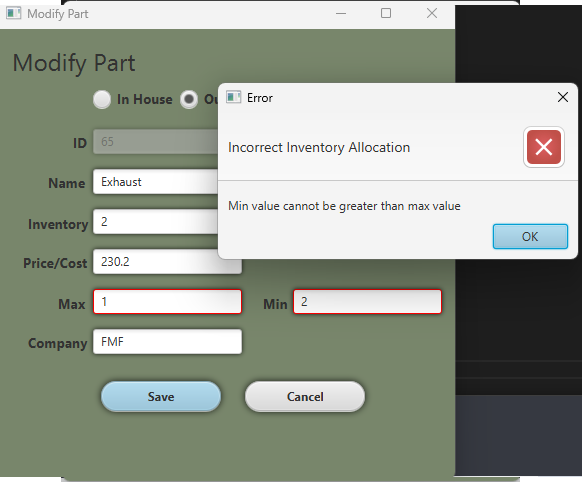 Modify Part
Modify Part
In House
Error
Incorrect Inventory Allocation
ID 65
Name Exhaust
Min value cannot be greater than max value
Inventory 2
OK
Price/Cost 230.2
Max 1 Min 2
Company FMF
Save Cancel